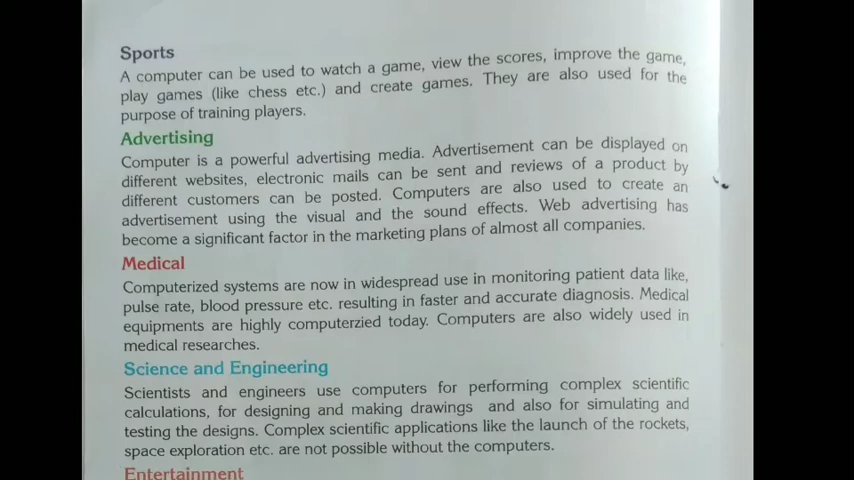 Sports
A computer can be used to watch a game, view the scores, improve the game,
play games (like chess etc.) and create games. They are also used for the
purpose of training players.
Advertising
Computer is a powerful advertising media. Advertisement can be displayed on
different websites, electronic mails can be sent and reviews of a product by
different customers can be posted. Computers are also used to create an
advertisement using the visual and the sound effects. Web advertising has
become a significant factor in the marketing plans of almost all companies.
Medical
Computerized systems are now in widespread use in monitoring patient data like,
pulse rate, blood pressure etc. resulting in faster and accurate diagnosis. Medical
equipments are highly computerzied today. Computers are also widely used in
medical researches.
Science and Engineering
Scientists and engineers use computers for performing complex scientific
calculations, for designing and making drawings and also for simulating and
testing the designs. Complex scientific applications like the launch of the rockets,
space exploration etc. are not possible without the computers.
Entertainment